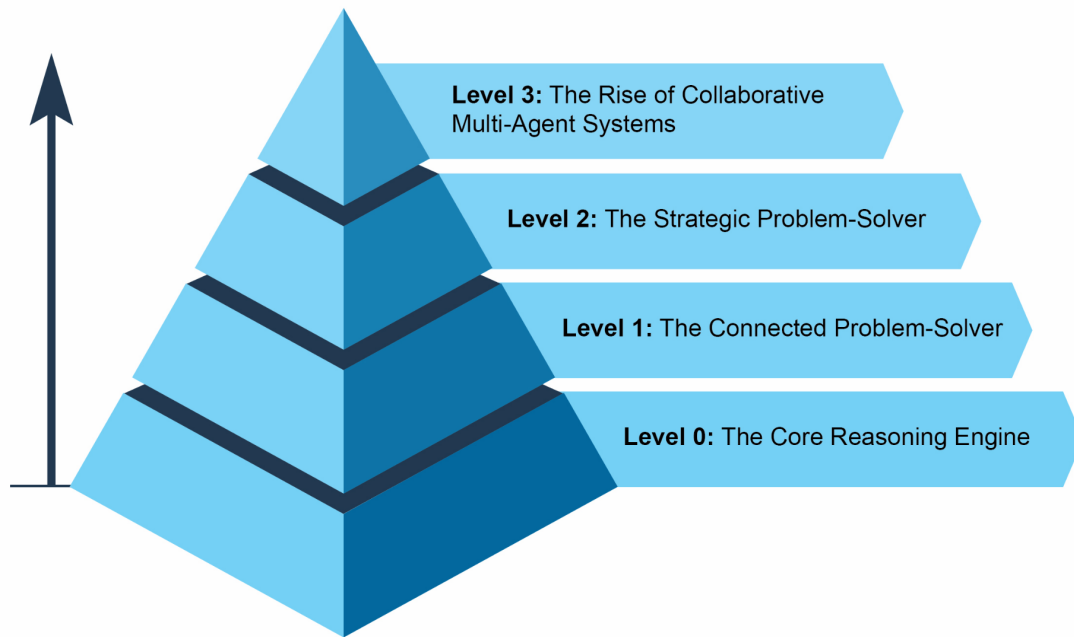 Level 3: The Rise of Collaborative
Multi-Agent Systems
Level 2: The Strategic Problem-Solver
Level 1: The Connected Problem-Solver
Level 0: The Core Reasoning Engine